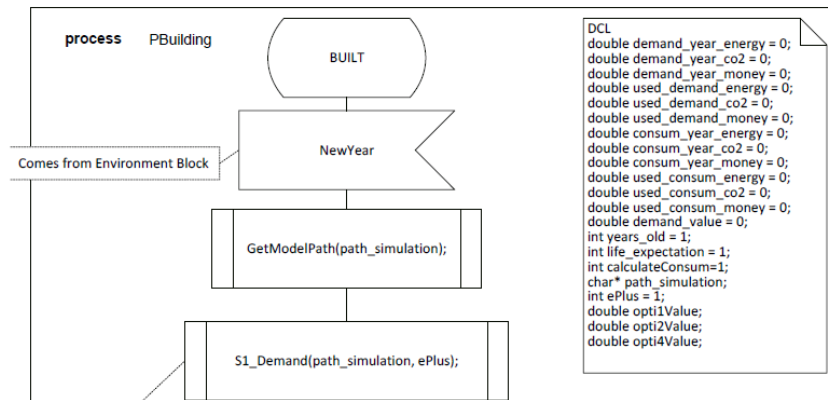 process PBuilding
BUILT
NewYear
Comes from Environment Block
GetModelPath(path_simulation);
S1_Demand(path_simulation, ePlus);
DCL
double demand_year_energy = 0;
double demand_year_co2 = 0;
double demand_year_money = 0;
double used_demand_energy = 0;
double used_demand_co2 = 0;
double used_demand_money = 0;
double consum_year_energy = 0;
double consum_year_co2 = 0;
double consum_year_money = 0;
double used_consum_energy = 0;
double used_consum_co2 = 0;
double used_consum_money = 0;
double demand_value = 0;
int years_old = 1;
int life_expectation = 1;
int calculateConsum=1;
char* path_simulation;
int ePlus = 1;
double opti1Value;
double opti2Value;
double opti4Value;